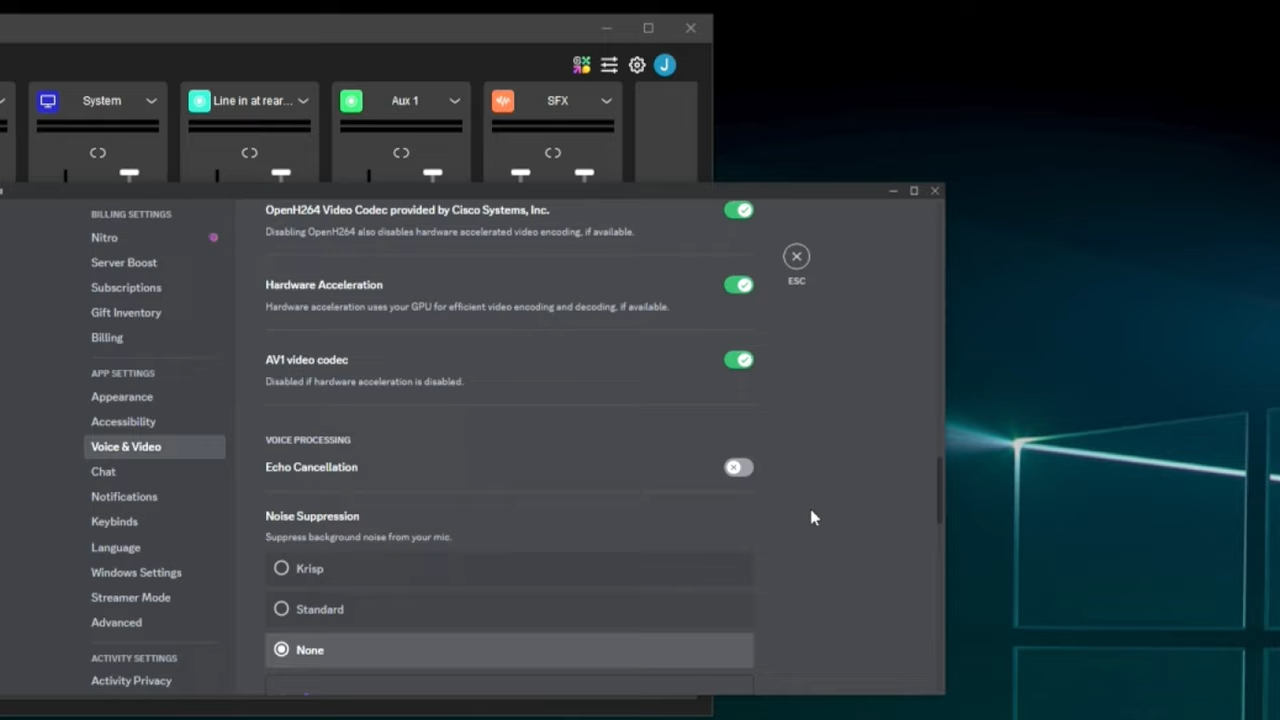 J
System
Line in at rear...
Aux 1
SFX
BILLING SETTINGS
Nitro
Server Boost
Subscriptions
Gift Inventory
Billing
APP SETTINGS
Appearance
Accessibility
Voice & Video
Chat
Notifications
Keybinds
Language
Windows Settings
Streamer Mode
Advanced
ACTIVITY SETTINGS
Activity Privacy
OpenH264 Video Codec provided by Cisco Systems, Inc.
Disabling OpenH264 also disables hardware accelerated video encoding, if available.
Hardware Acceleration
Hardware acceleration uses your GPU for efficient video encoding and decoding, if available.
AV1 video codec
Disabled if hardware acceleration is disabled.
VOICE PROCESSING
Echo Cancellation
Noise Suppression
Suppress background noise from your mic.
Krisp
Standard
None
ESC